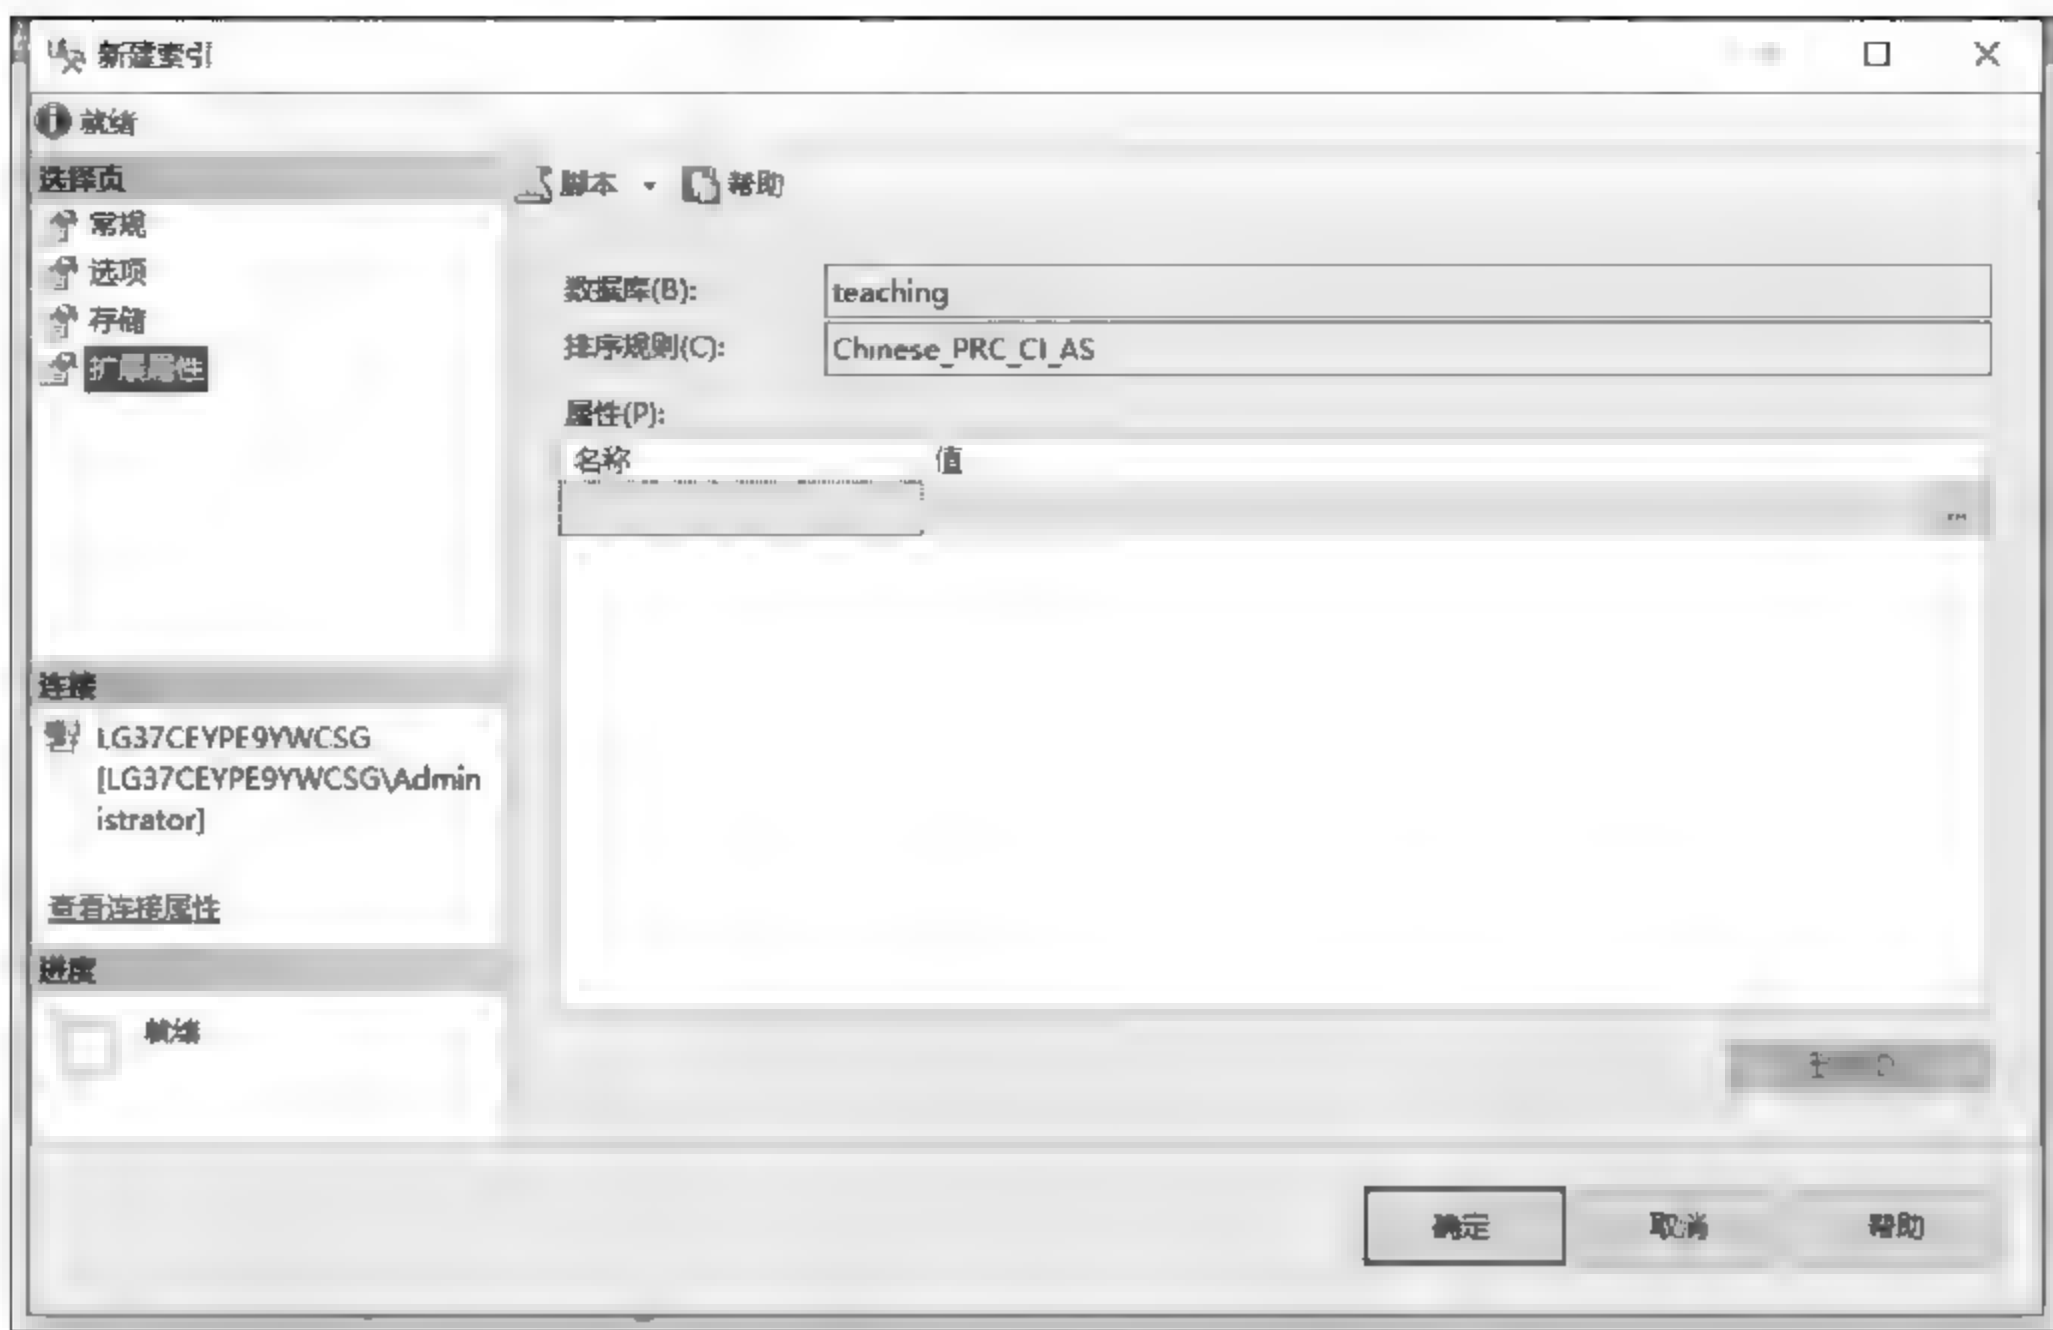 新建索引
就绪
选择页
常规
选项
存储
扩展属性
脚本 帮助
数据库(B): teaching
排序规则(C): Chinese_PRC_CI_AS
属性(P):
名称 值
连接
LG37CEYPE9YWCSG
[LG37CEYPE9YWCSG\Admin
istrator]
查看连接属性
进度
就绪
确定 取消 帮助